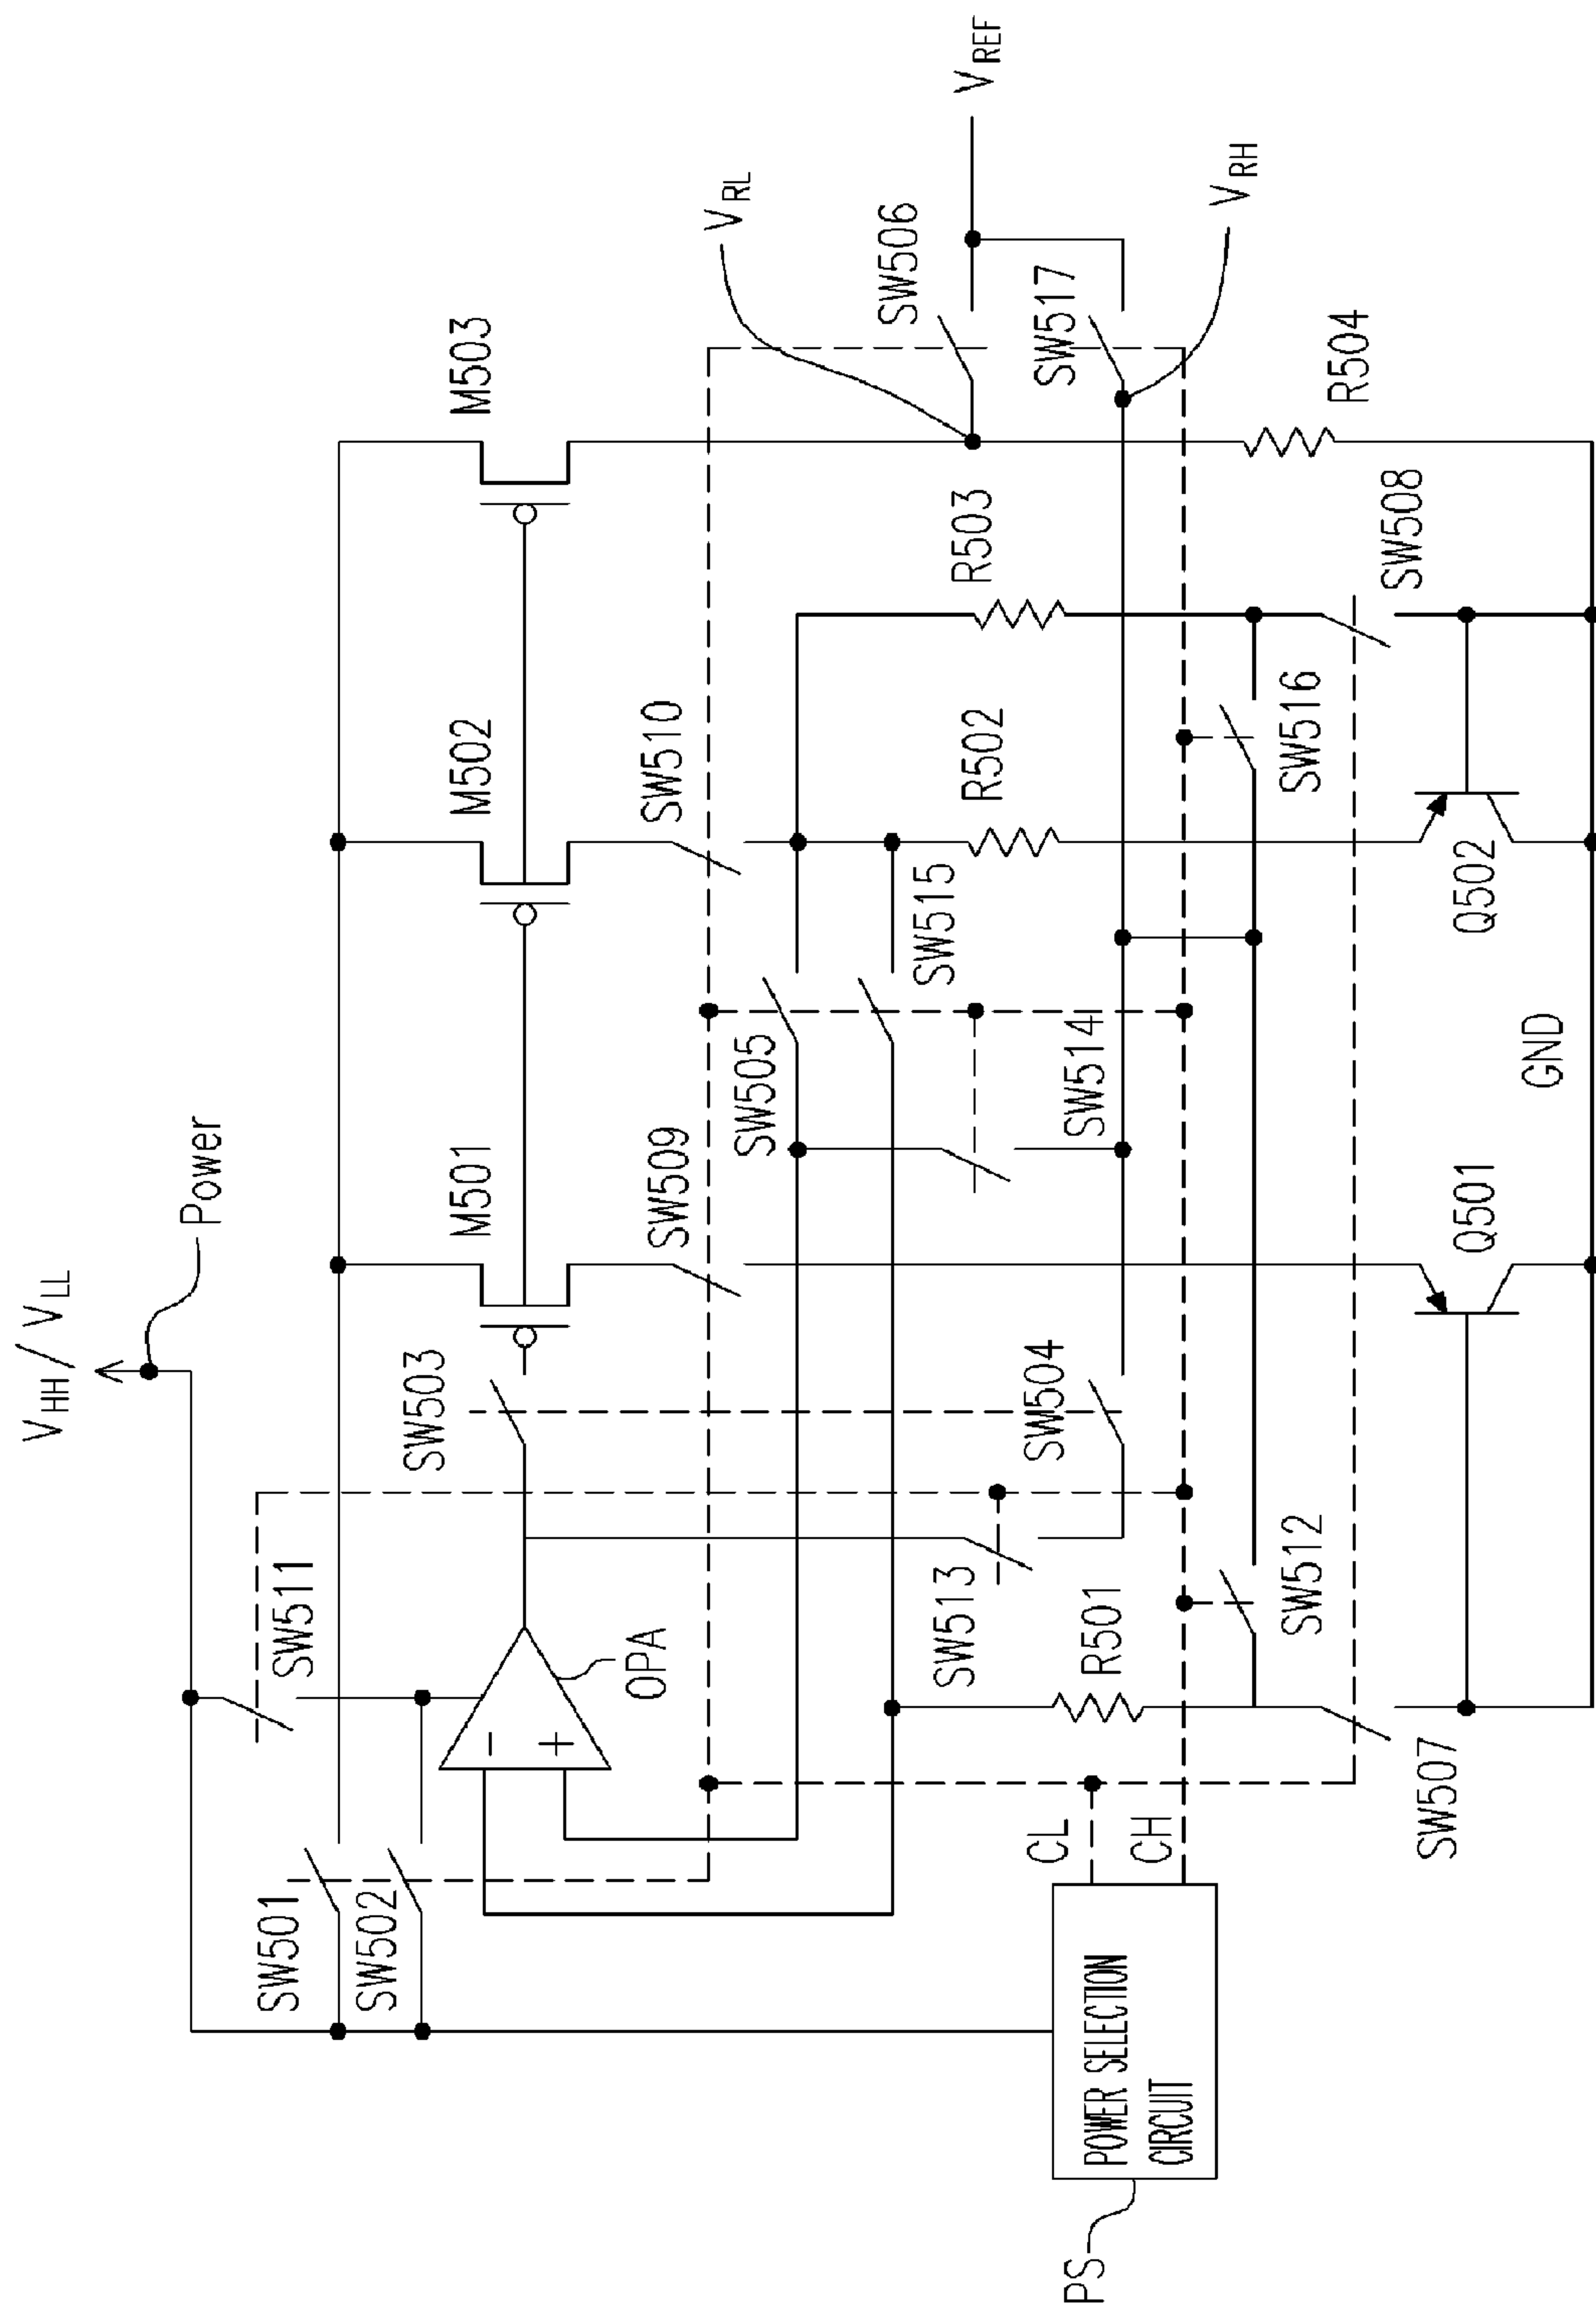 V_HH / V_LL
Power
SW501
SW502
SW511
OPA
−
+
SW503
M501
M502
M503
SW509
SW510
SW505
SW515
SW513
R501
SW504
SW514
R502
R503
V_RL
SW506
V_REF
SW517
V_RH
R504
SW512
SW516
SW508
SW507
Q501
Q502
GND
CL
CH
POWER SELECTION
CIRCUIT
PS